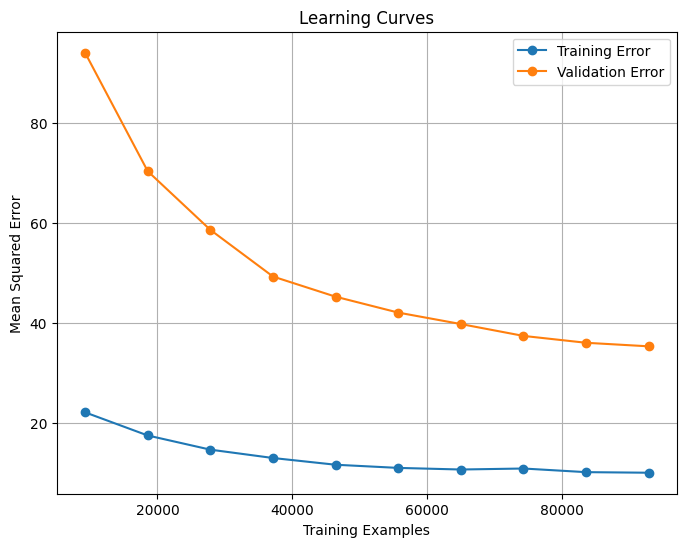 Learning Curves
Training Error
Validation Error
80
60
40
20
Mean Squared Error
20000 40000 60000 80000
Training Examples